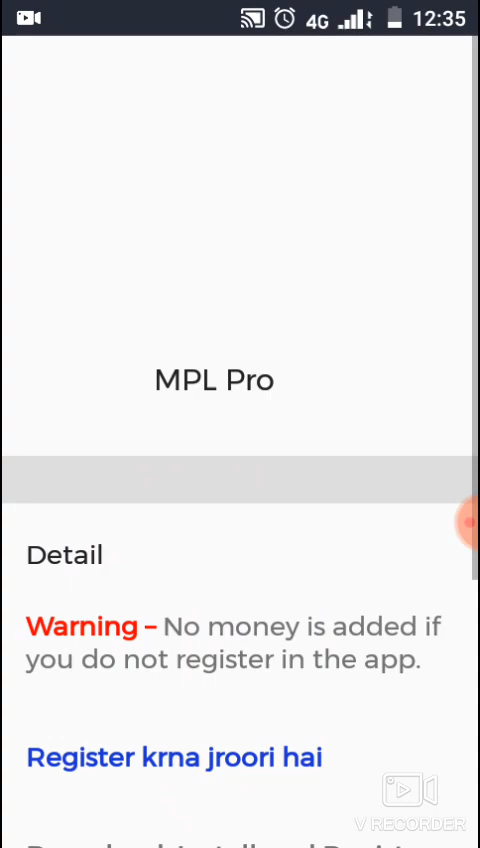 4G 12:35
MPL Pro
Detail
Warning – No money is added if
you do not register in the app.
Register krna jroori hai
V RECORDER